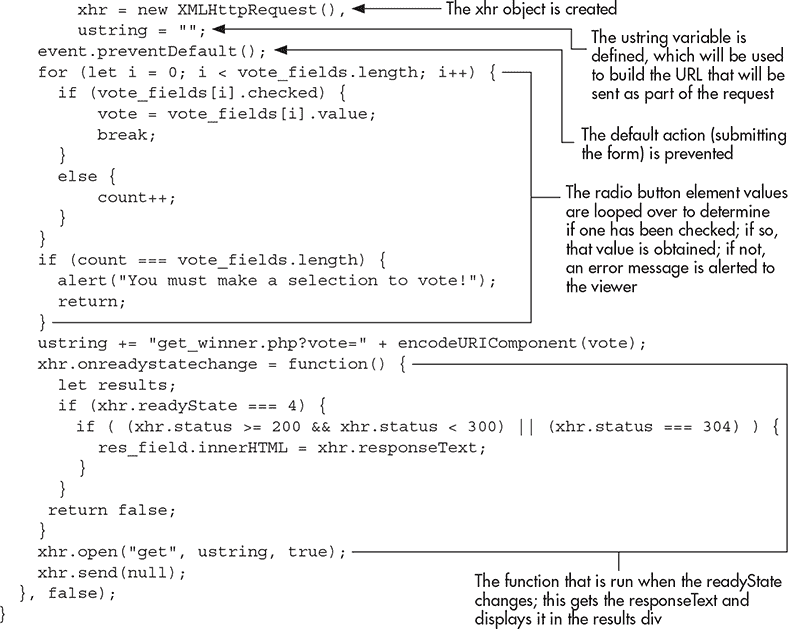 xhr = new XMLHttpRequest(),
The xhr object is created
ustring = "";
The ustring variable is
defined, which will be used
to build the URL that will be
sent as part of the request
event.preventDefault();
The default action (submitting
the form) is prevented
for (let i = 0; i < vote_fields.length; i++) {
if (vote_fields[i].checked) {
vote = vote_fields[i].value;
break;
}
else {
count++;
}
}
if (count === vote_fields.length) {
alert("You must make a selection to vote!");
return;
}
The radio button element values
are looped over to determine
if one has been checked; if so,
that value is obtained; if not,
an error message is alerted to
the viewer
ustring += "get_winner.php?vote=" + encodeURIComponent(vote);
xhr.onreadystatechange = function() {
let results;
if (xhr.readyState === 4) {
if ( (xhr.status >= 200 && xhr.status < 300) || (xhr.status === 304) ) {
res_field.innerHTML = xhr.responseText;
}
}
return false;
}
xhr.open("get", ustring, true);
xhr.send(null);
}, false);
}
The function that is run when the readyState
changes; this gets the responseText and
displays it in the results div